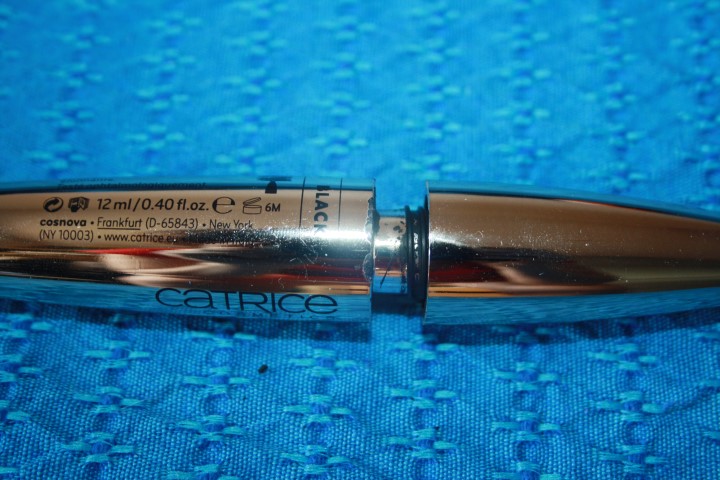 12 ml / 0.40 fl. oz. ℮ 6M
cosnova • Frankfurt (D-65843) • New York
(NY 10003) • www.catrice.e
BLACK
CATRICE